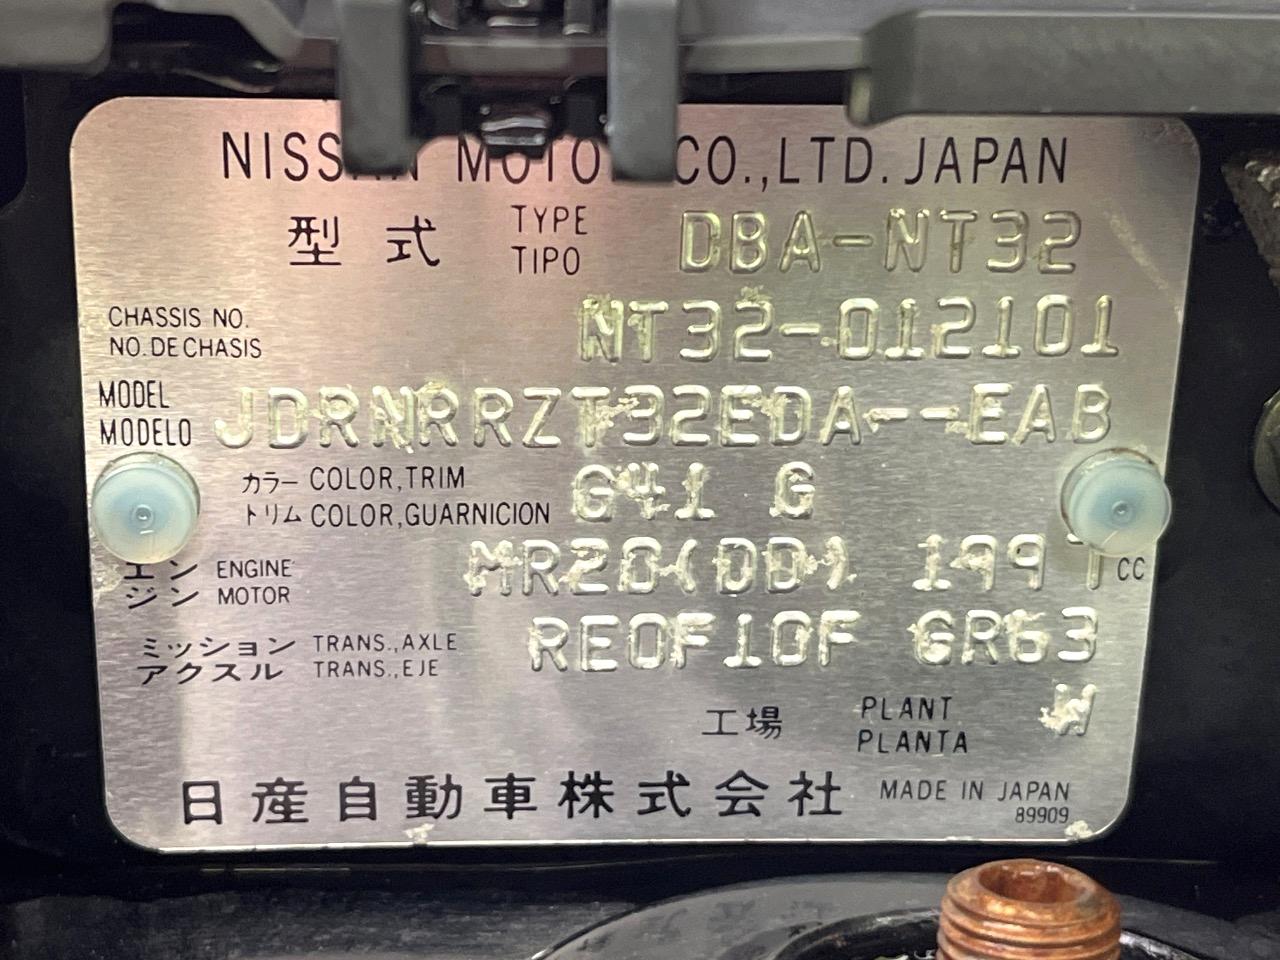 NISSAN MOTOR CO.,LTD. JAPAN
型式 TYPE TIPO DBA-NT32
CHASSIS NO. NO. DE CHASIS NT32-012101
MODEL MODELO JDRNRRZT32EDA--EAB
カラー COLOR,TRIM
トリム COLOR,GUARNICION G41 G
エンジン ENGINE MOTOR MR20(DD) 1997 CC
ミッション TRANS.,AXLE
アクスル TRANS.,EJE RE0F10F GR63
工場 PLANT PLANTA W
日産自動車株式会社 MADE IN JAPAN
89909